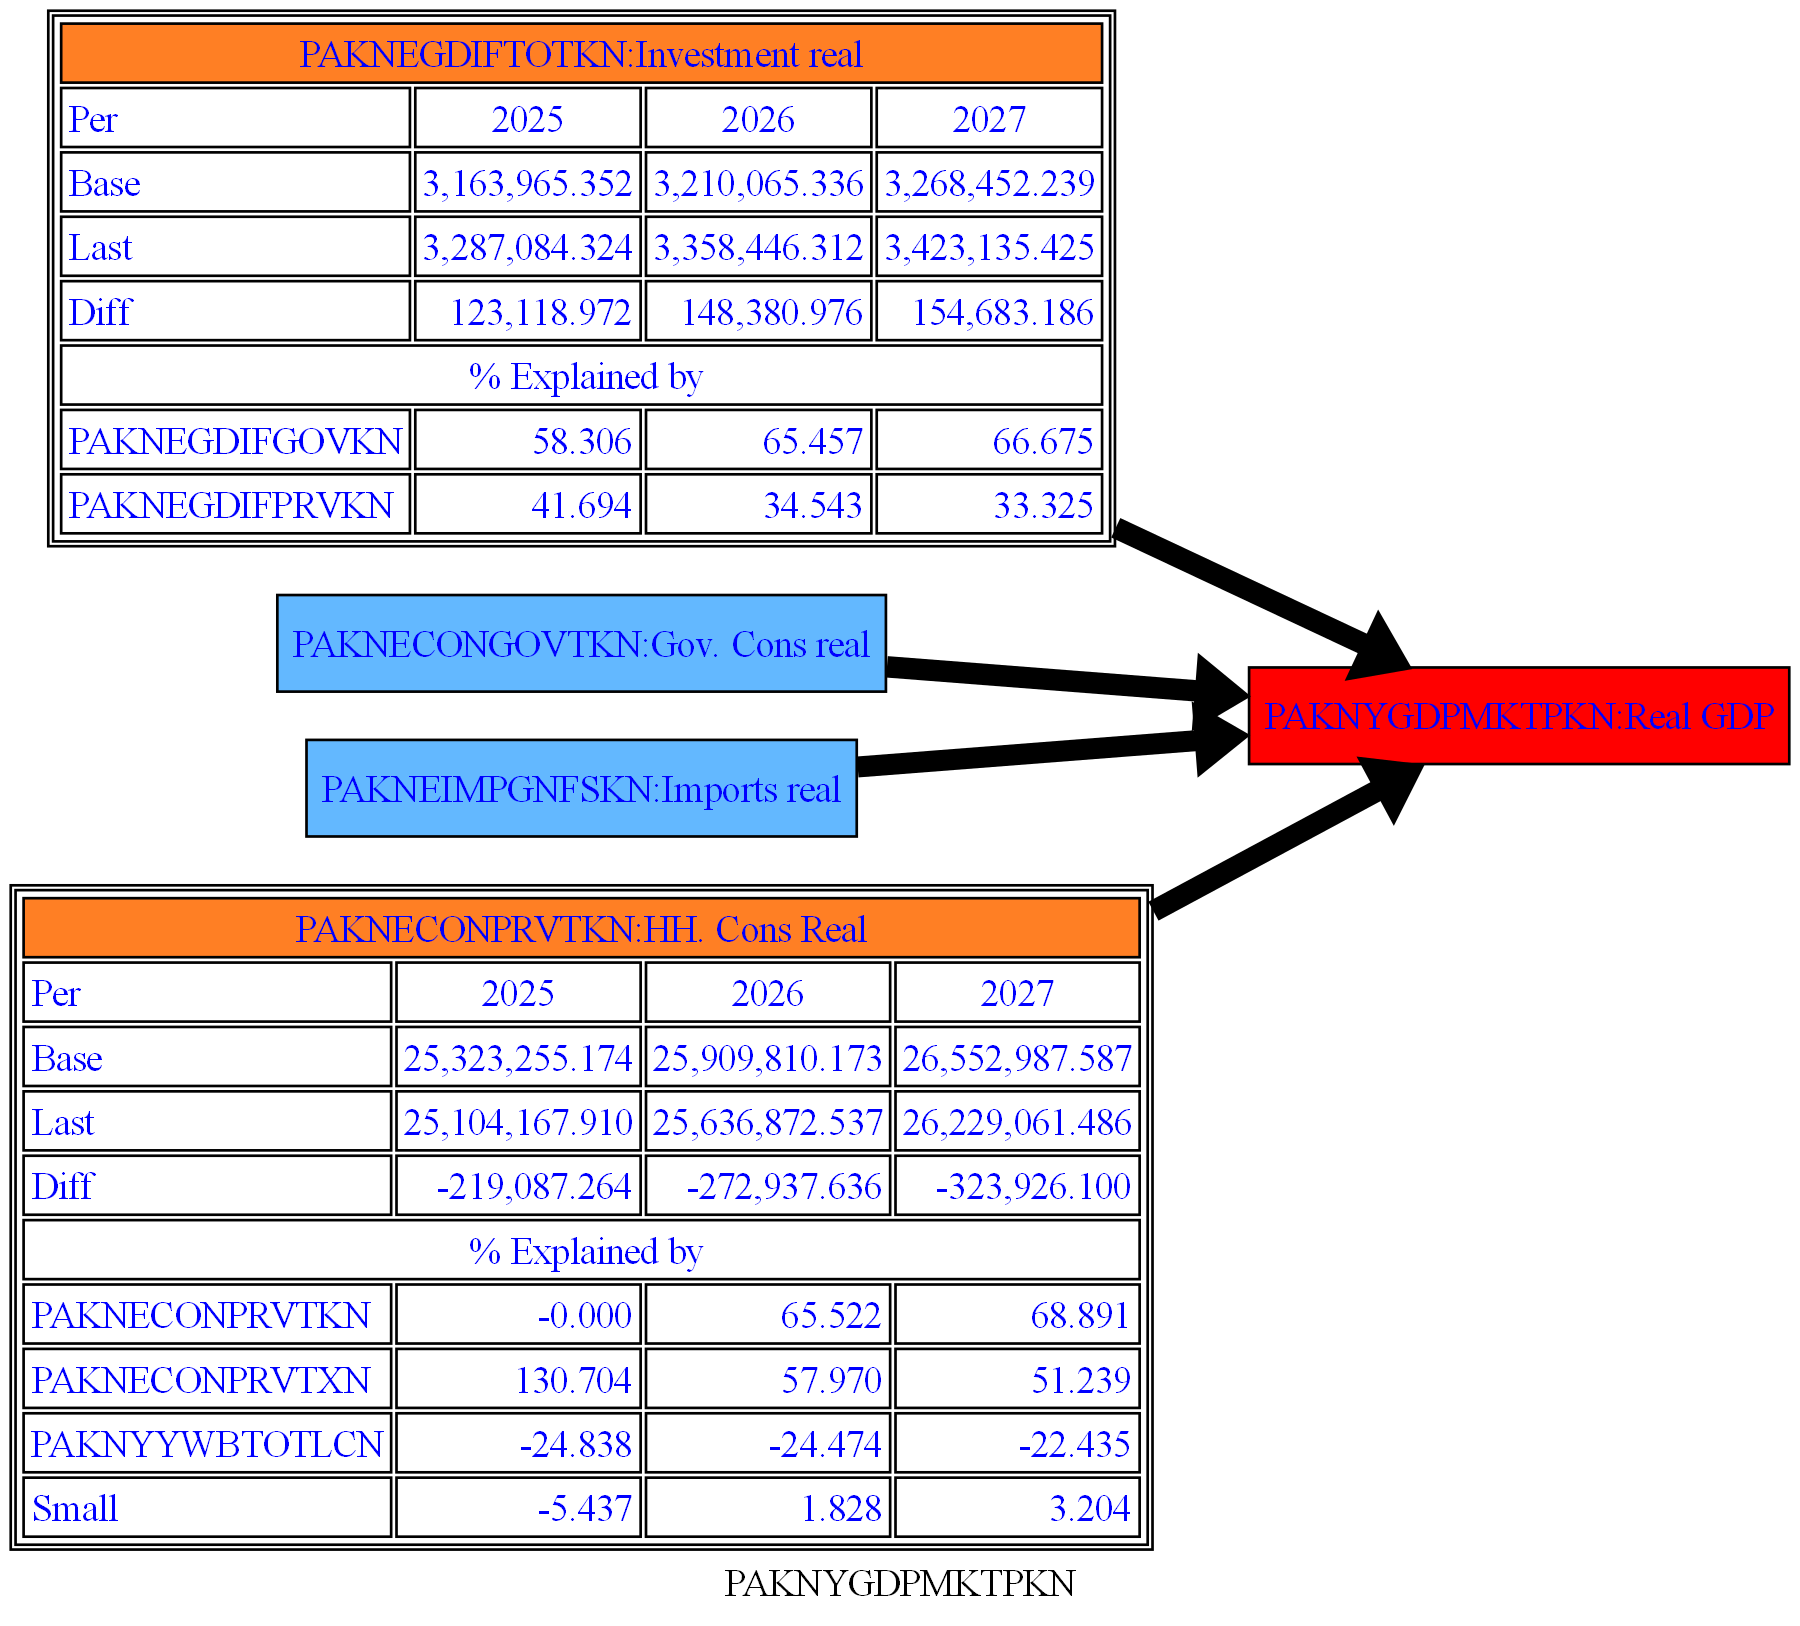 PAKNEGDIFTOTKN:Investment real
Per 2025 2026 2027
Base 3,163,965.352 3,210,065.336 3,268,452.239
Last 3,287,084.324 3,358,446.312 3,423,135.425
Diff 123,118.972 148,380.976 154,683.186
% Explained by
PAKNEGDIFGOVKN 58.306 65.457 66.675
PAKNEGDIFPRVKN 41.694 34.543 33.325
PAKNECONGOVTKN:Gov. Cons real
PAKNYGDPMKTPKN:Real GDP
PAKNEIMPGNFSKN:Imports real
PAKNECONPRVTKN:HH. Cons Real
Per 2025 2026 2027
Base 25,323,255.174 25,909,810.173 26,552,987.587
Last 25,104,167.910 25,636,872.537 26,229,061.486
Diff -219,087.264 -272,937.636 -323,926.100
% Explained by
PAKNECONPRVTKN -0.000 65.522 68.891
PAKNECONPRVTXN 130.704 57.970 51.239
PAKNYYWBTOTLCN -24.838 -24.474 -22.435
Small -5.437 1.828 3.204
PAKNYGDPMKTPKN